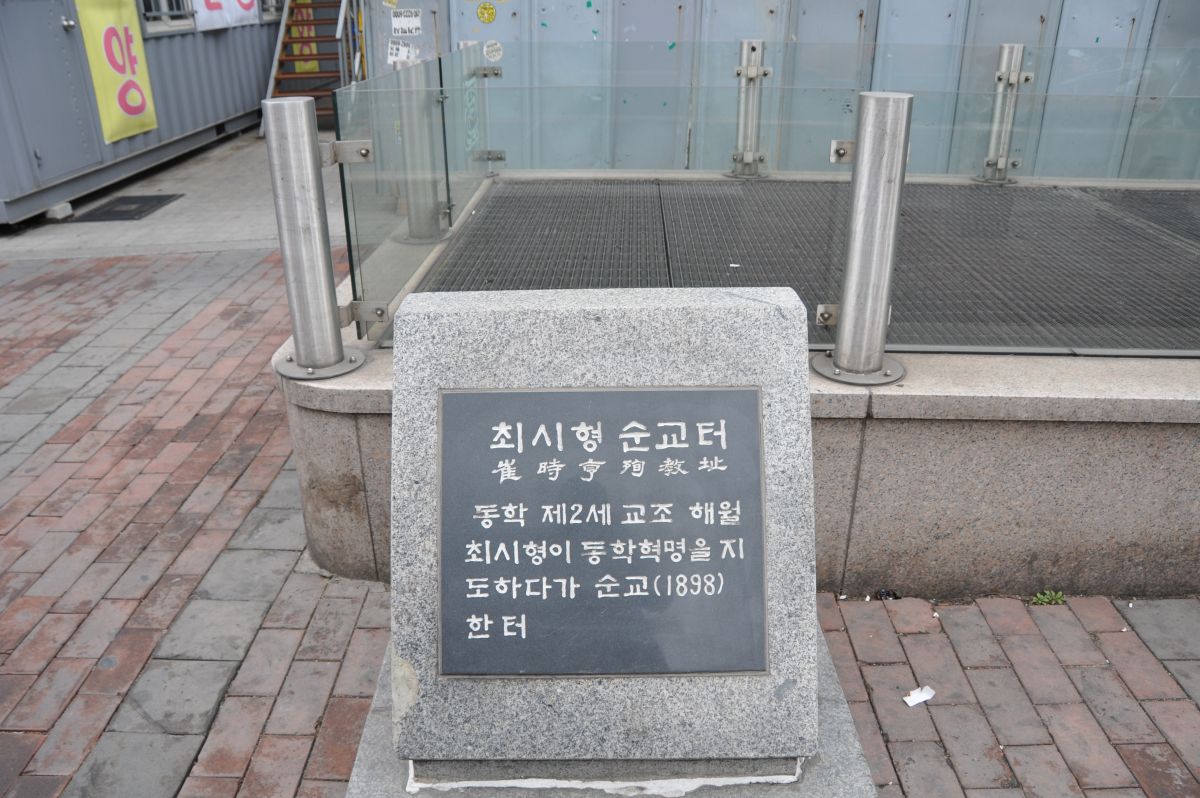 양
최시형 순교터
崔時亨殉教址
동학 제2세 교조 해월
최시형이 동학혁명을 지
도하다가 순교(1898)
한 터